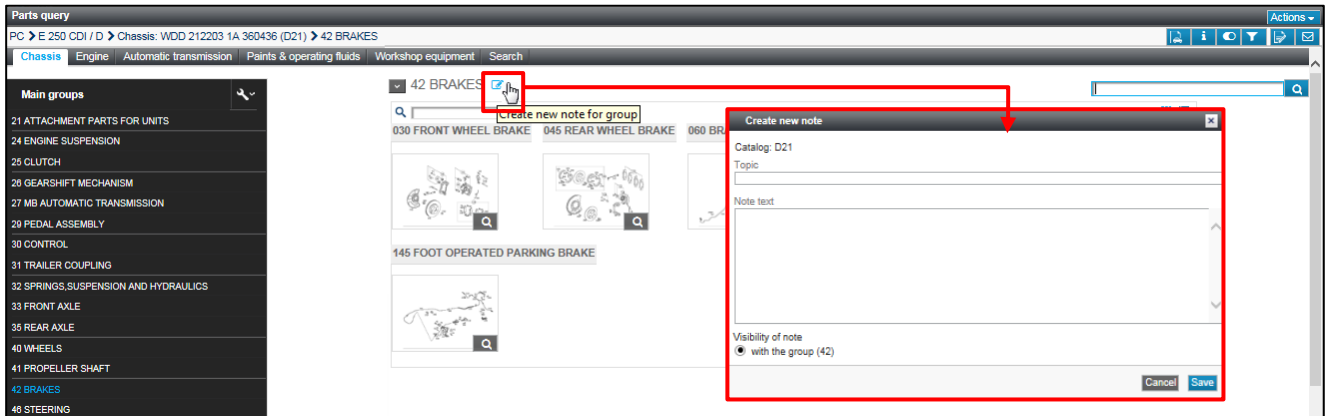 Parts query
Actions
PC > E 250 CDI / D > Chassis: WDD 212203 1A 360436 (D21) > 42 BRAKES
Chassis Engine Automatic transmission Paints & operating fluids Workshop equipment Search
Main groups
21 ATTACHMENT PARTS FOR UNITS
24 ENGINE SUSPENSION
25 CLUTCH
26 GEARSHIFT MECHANISM
27 MB AUTOMATIC TRANSMISSION
29 PEDAL ASSEMBLY
30 CONTROL
31 TRAILER COUPLING
32 SPRINGS,SUSPENSION AND HYDRAULICS
33 FRONT AXLE
35 REAR AXLE
40 WHEELS
41 PROPELLER SHAFT
42 BRAKES
46 STEERING
42 BRAKES
Create new note for group
030 FRONT WHEEL BRAKE 045 REAR WHEEL BRAKE 060 BR
145 FOOT OPERATED PARKING BRAKE
Create new note
Catalog: D21
Topic
Note text
Visibility of note
with the group (42)
Cancel Save